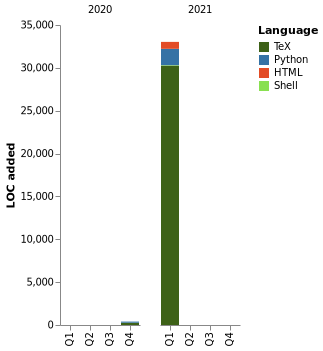 2020 2021
Language
TeX
Python
HTML
Shell
LOC added
35,000
30,000
25,000
20,000
15,000
10,000
5,000
0
Q1 Q2 Q3 Q4 Q1 Q2 Q3 Q4